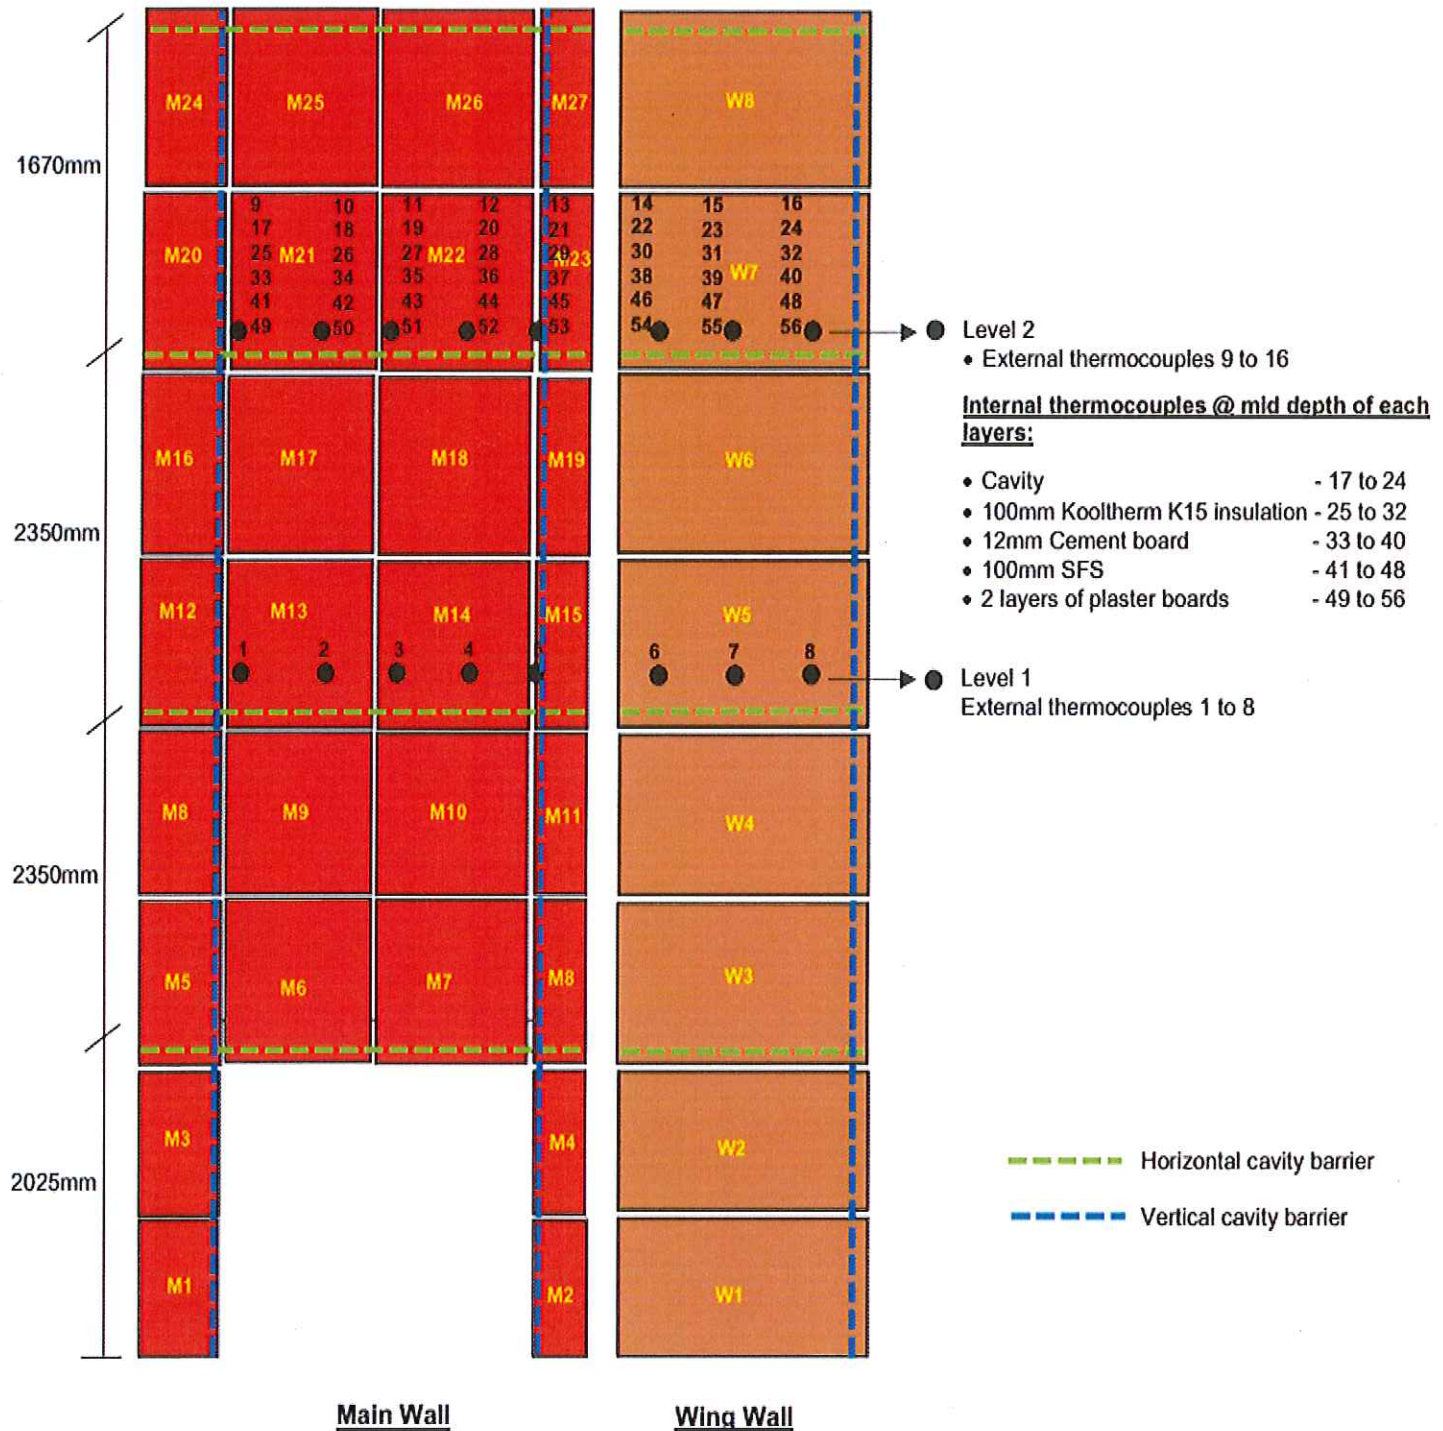 M24 M25 M26 M27 W8
1670mm
9 10 11 12 13 14 15 16
17 18 19 20 21 22 23 24
M20 25 M21 26 27 M22 28 29 M23 30 31 32
33 34 35 36 37 38 39 W7 40
41 42 43 44 45 46 47 48
49 50 51 52 53 54 55 56
Level 2
• External thermocouples 9 to 16
Internal thermocouples @ mid depth of each
layers:
• Cavity - 17 to 24
• 100mm Kooltherm K15 insulation - 25 to 32
• 12mm Cement board - 33 to 40
• 100mm SFS - 41 to 48
• 2 layers of plaster boards - 49 to 56
M16 M17 M18 M19 W6
2350mm
M12 M13 M14 M15 W5
1 2 3 4 6 7 8
Level 1
External thermocouples 1 to 8
M8 M9 M10 M11 W4
2350mm
M5 M6 M7 M8 W3
M3 M4 W2
2025mm
Horizontal cavity barrier
Vertical cavity barrier
M1 M2 W1
Main Wall Wing Wall